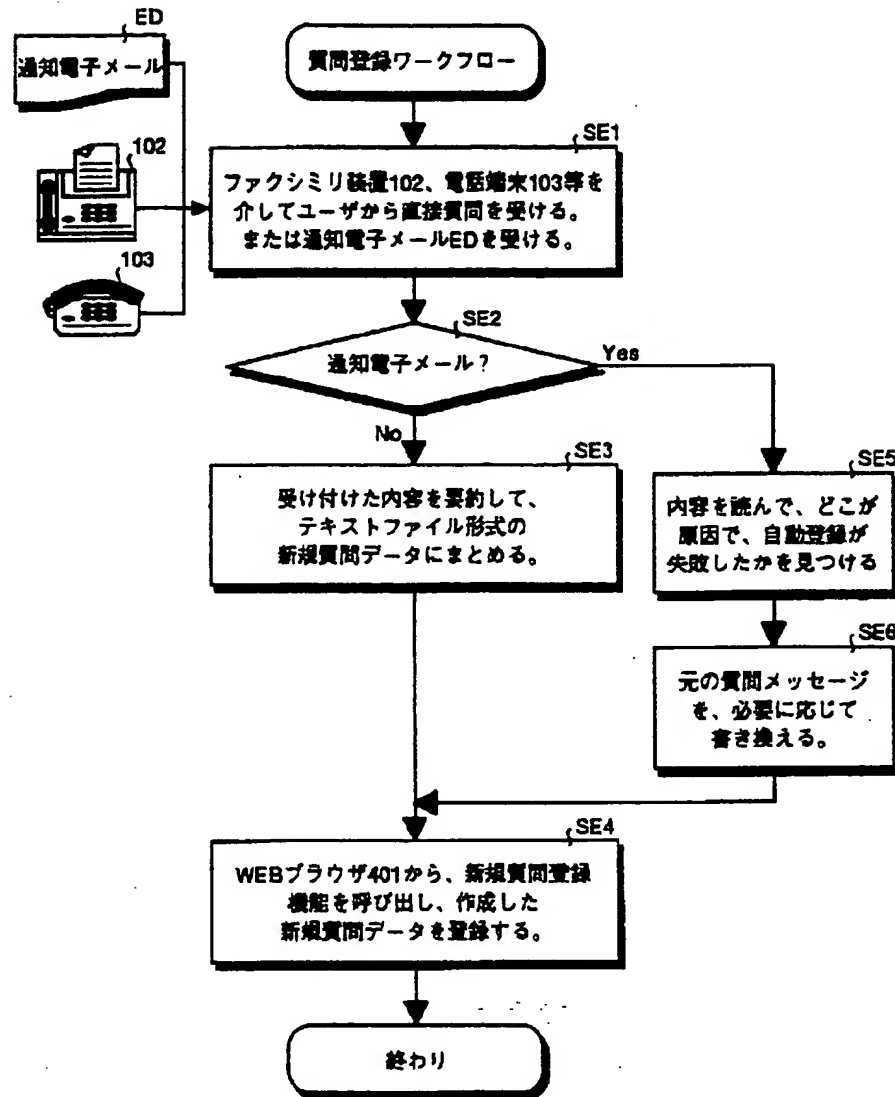 ED
通知電子メール
102
103
質問登録ワークフロー
SE1
ファクシミリ装置102、電話端末103等を
介してユーザから直接質問を受ける。
または通知電子メールEDを受ける。
SE2
通知電子メール？
Yes
No
SE3
受け付けた内容を要約して、
テキストファイル形式の
新規質問データにまとめる。
SE5
内容を読んで、どこが
原因で、自動登録が
失敗したかを見つける
SE6
元の質問メッセージ
を、必要に応じて
書き換える。
SE4
WEBブラウザ401から、新規質問登録
機能を呼び出し、作成した
新規質問データを登録する。
終わり